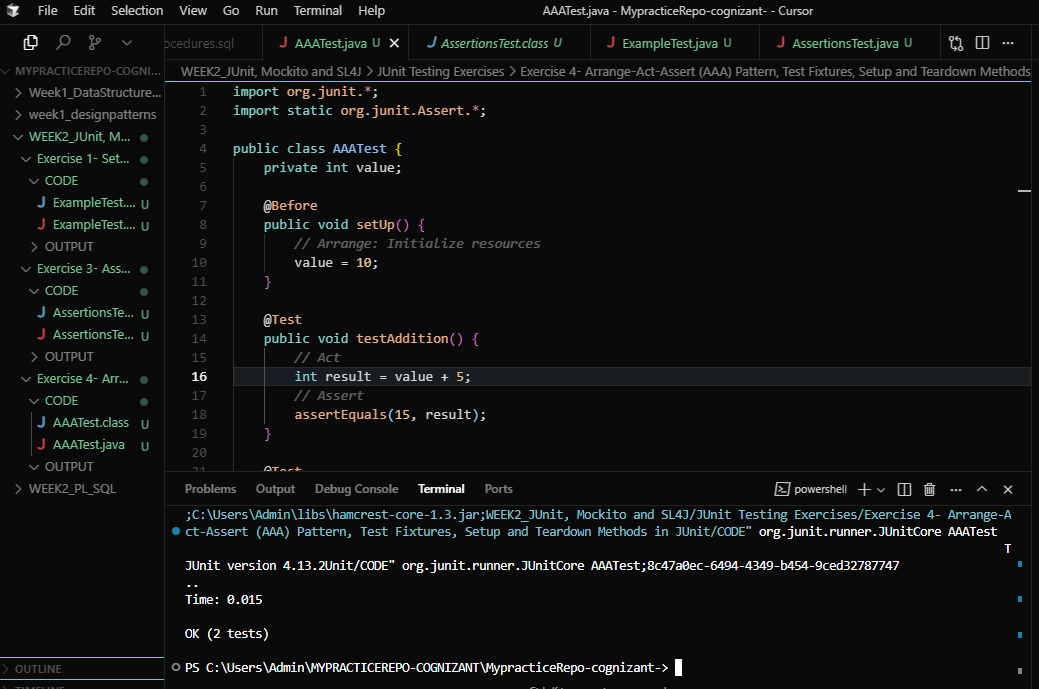 File Edit Selection View Go Run Terminal Help AAATest.java - MypracticeRepo-cognizant- - Cursor
ocedures.sql AAATest.java U AssertionsTest.class U ExampleTest.java U AssertionsTest.java U
MYPRACTICEREPO-COGNI...
Week1_DataStructure...
week1_designpatterns
WEEK2_JUnit, M...
Exercise 1- Set...
CODE
ExampleTest.... U
ExampleTest.... U
OUTPUT
Exercise 3- Ass...
CODE
AssertionsTe... U
AssertionsTe... U
OUTPUT
Exercise 4- Arr...
CODE
AAATest.class U
AAATest.java U
OUTPUT
WEEK2_PL_SQL
OUTLINE
TIMELINE
WEEK2_JUnit, Mockito and SL4J > JUnit Testing Exercises > Exercise 4- Arrange-Act-Assert (AAA) Pattern, Test Fixtures, Setup and Teardown Methods
1 import org.junit.*;
2 import static org.junit.Assert.*;
3
4 public class AAATest {
5 private int value;
6
7 @Before
8 public void setUp() {
9 // Arrange: Initialize resources
10 value = 10;
11 }
12
13 @Test
14 public void testAddition() {
15 // Act
16 int result = value + 5;
17 // Assert
18 assertEquals(15, result);
19 }
20
21 @Test
Problems Output Debug Console Terminal Ports powershell
;C:\Users\Admin\libs\hamcrest-core-1.3.jar;WEEK2_JUnit, Mockito and SL4J/JUnit Testing Exercises/Exercise 4- Arrange-A
ct-Assert (AAA) Pattern, Test Fixtures, Setup and Teardown Methods in JUnit/CODE" org.junit.runner.JUnitCore AAATest
T
JUnit version 4.13.2Unit/CODE" org.junit.runner.JUnitCore AAATest;8c47a0ec-6494-4349-b454-9ced32787747
..
Time: 0.015
OK (2 tests)
PS C:\Users\Admin\MYPRACTICEREPO-COGNIZANT\MypracticeRepo-cognizant->